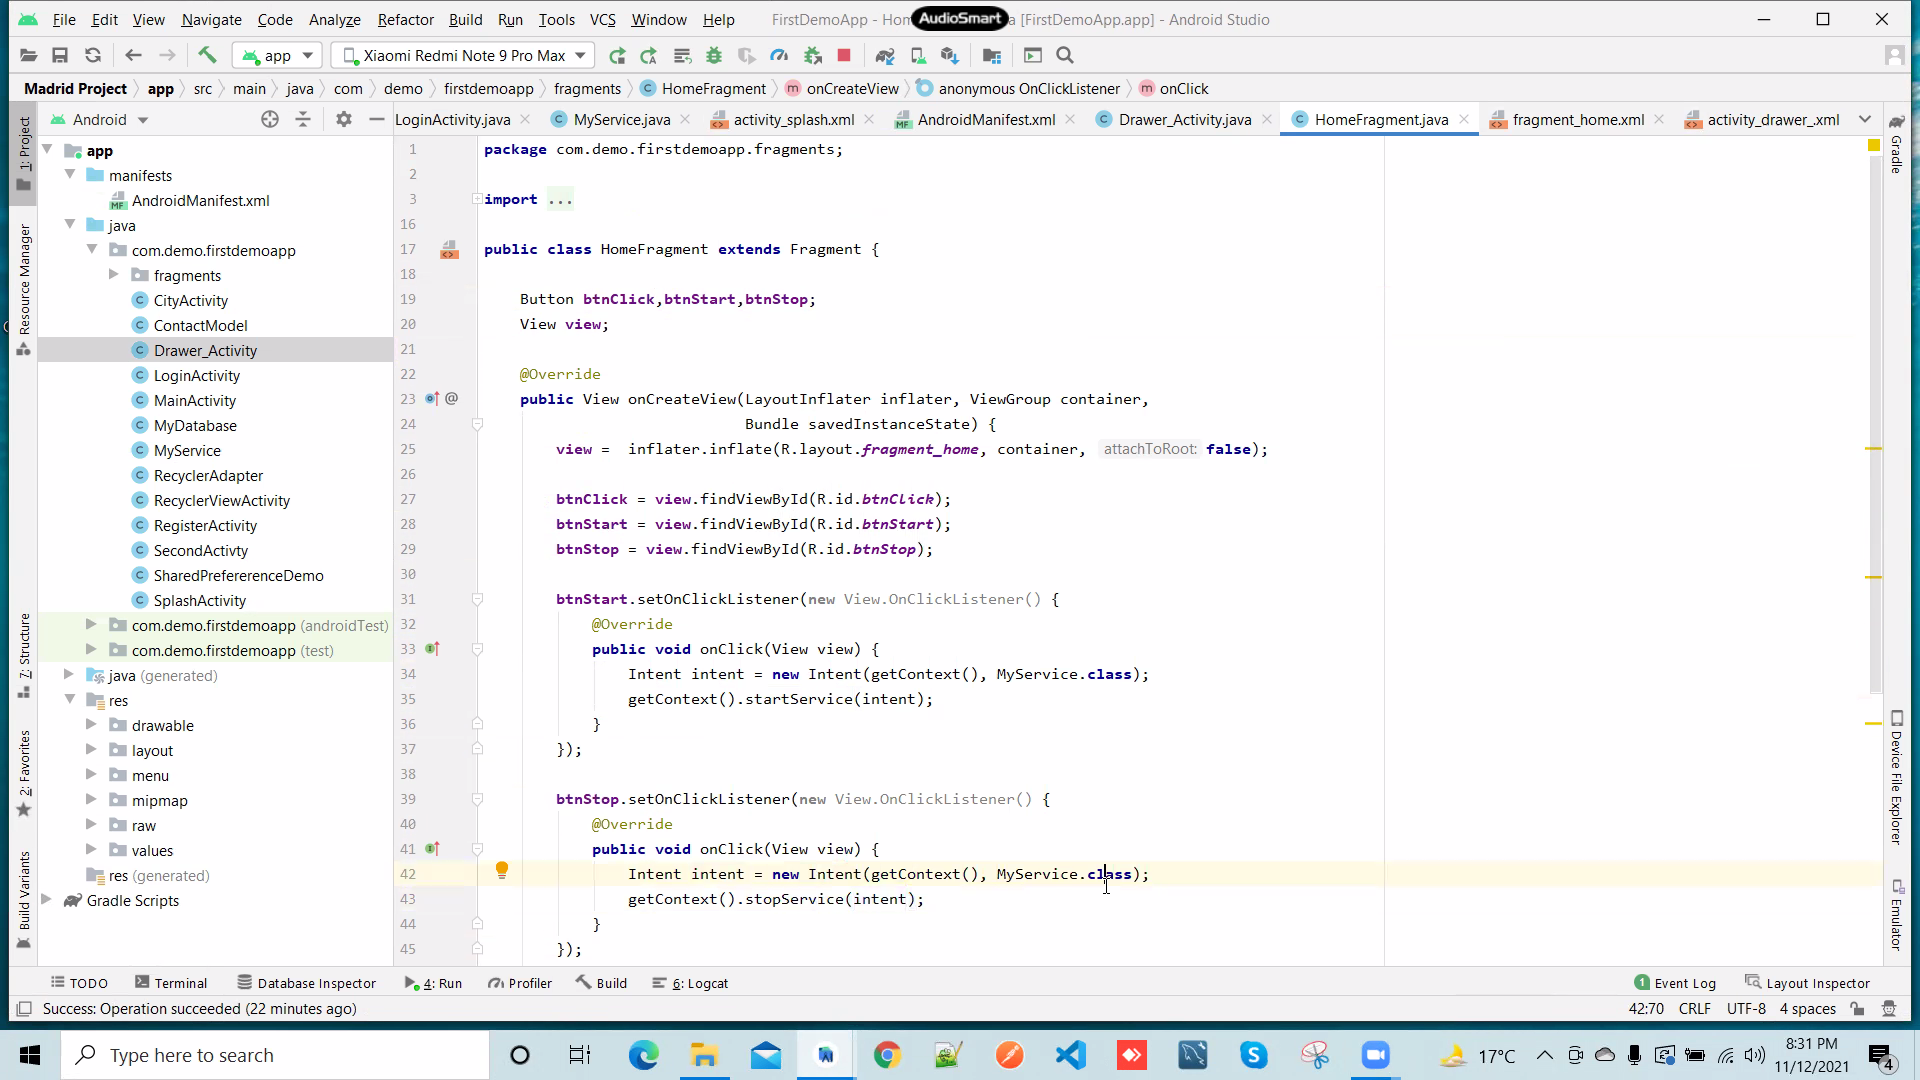 File Edit View Navigate Code Analyze Refactor Build Run Tools VCS Window Help FirstDemoApp - Hom AudioSmart a [FirstDemoApp.app] - Android Studio
app Xiaomi Redmi Note 9 Pro Max
Madrid Project app src main java com demo firstdemoapp fragments HomeFragment onCreateView anonymous OnClickListener onClick
Android LoginActivity.java MyService.java activity_splash.xml AndroidManifest.xml Drawer_Activity.java HomeFragment.java fragment_home.xml activity_drawer_.xml
1: Project
Resource Manager
7: Structure
2: Favorites
Build Variants
app
manifests
AndroidManifest.xml
java
com.demo.firstdemoapp
fragments
CityActivity
ContactModel
Drawer_Activity
LoginActivity
MainActivity
MyDatabase
MyService
RecyclerAdapter
RecyclerViewActivity
RegisterActivity
SecondActivty
SharedPrefererenceDemo
SplashActivity
com.demo.firstdemoapp (androidTest)
com.demo.firstdemoapp (test)
java (generated)
res
drawable
layout
menu
mipmap
raw
values
res (generated)
Gradle Scripts
1 package com.demo.firstdemoapp.fragments;
2
3 import ...
16
17 public class HomeFragment extends Fragment {
18
19 Button btnClick,btnStart,btnStop;
20 View view;
21
22 @Override
23 @ public View onCreateView(LayoutInflater inflater, ViewGroup container,
24 Bundle savedInstanceState) {
25 view = inflater.inflate(R.layout.fragment_home, container, attachToRoot: false);
26
27 btnClick = view.findViewById(R.id.btnClick);
28 btnStart = view.findViewById(R.id.btnStart);
29 btnStop = view.findViewById(R.id.btnStop);
30
31 btnStart.setOnClickListener(new View.OnClickListener() {
32 @Override
33 public void onClick(View view) {
34 Intent intent = new Intent(getContext(), MyService.class);
35 getContext().startService(intent);
36 }
37 });
38
39 btnStop.setOnClickListener(new View.OnClickListener() {
40 @Override
41 public void onClick(View view) {
42 Intent intent = new Intent(getContext(), MyService.class);
43 getContext().stopService(intent);
44 }
45 });
Gradle
Device File Explorer
Emulator
TODO Terminal Database Inspector 4: Run Profiler Build 6: Logcat 1 Event Log Layout Inspector
Success: Operation succeeded (22 minutes ago) 42:70 CRLF UTF-8 4 spaces
Type here to search 17°C 8:31 PM
11/12/2021 4